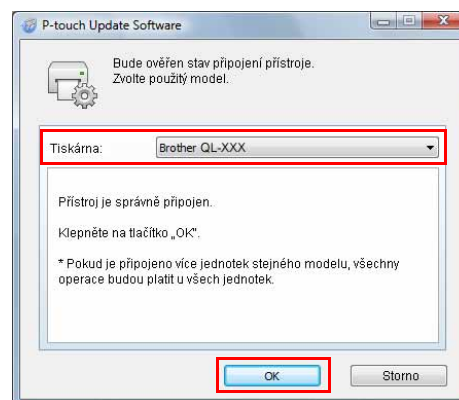 P-touch Update Software
Bude ověřen stav připojení přístroje.
Zvolte použitý model.
Tiskárna:
Brother QL-XXX
Přístroj je správně připojen.
Klepněte na tlačítko „OK“.
* Pokud je připojeno více jednotek stejného modelu, všechny
operace budou platit u všech jednotek.
OK
Storno